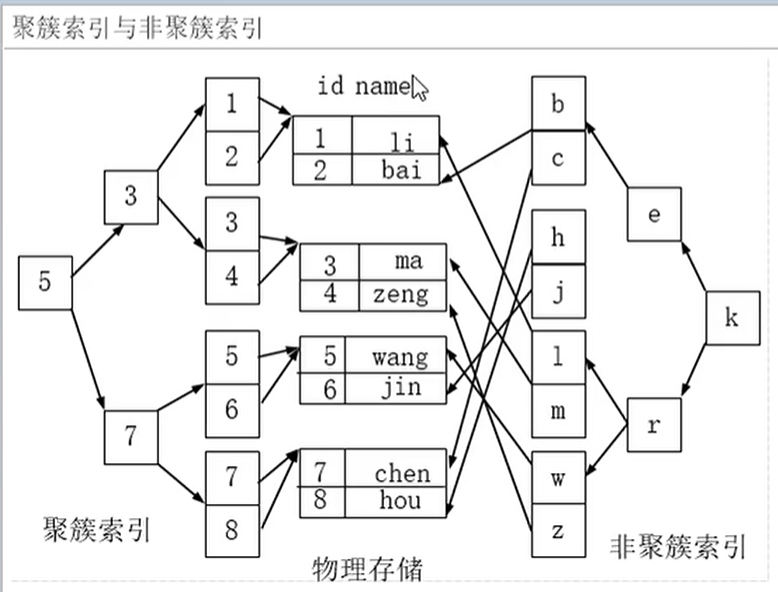 聚簇索引与非聚簇索引
id name
5
3
7
1
2
3
4
5
6
7
8
1 li
2 bai
3 ma
4 zeng
5 wang
6 jin
7 chen
8 hou
b
c
h
j
l
m
w
z
e
r
k
聚簇索引
物理存储
非聚簇索引